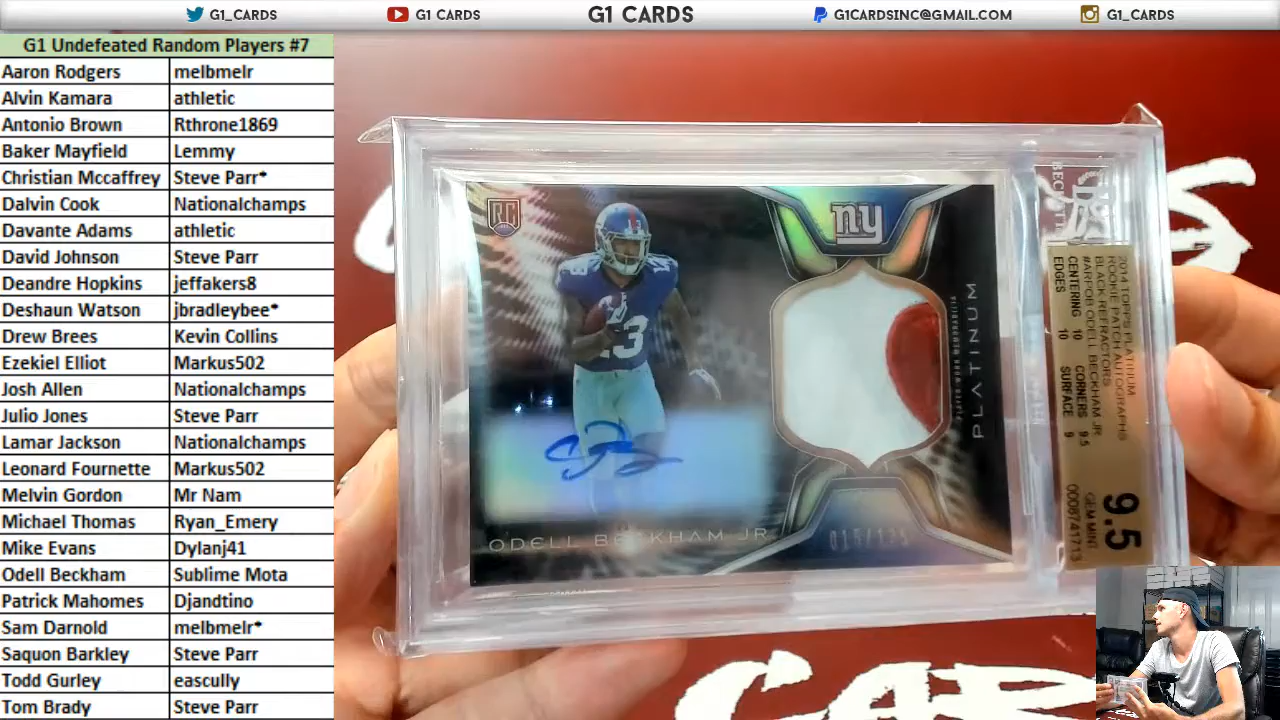 G1_CARDS
G1 CARDS
G1 CARDS
G1CARDSINC@GMAIL.COM
G1_CARDS
G1 Undefeated Random Players #7
Aaron Rodgers melbmelr
Alvin Kamara athletic
Antonio Brown Rthrone1869
Baker Mayfield Lemmy
Christian Mccaffrey Steve Parr*
Dalvin Cook Nationalchamps
Davante Adams athletic
David Johnson Steve Parr
Deandre Hopkins jeffakers8
Deshaun Watson jbradleybee*
Drew Brees Kevin Collins
Ezekiel Elliot Markus502
Josh Allen Nationalchamps
Julio Jones Steve Parr
Lamar Jackson Nationalchamps
Leonard Fournette Markus502
Melvin Gordon Mr Nam
Michael Thomas Ryan_Emery
Mike Evans Dylanj41
Odell Beckham Sublime Mota
Patrick Mahomes Djandtino
Sam Darnold melbmelr*
Saquon Barkley Steve Parr
Todd Gurley eascully
Tom Brady Steve Parr
RC
ny
13
PLATINUM
ODELL BECKHAM JR
015/125
2014 TOPPS PLATINUM
ROOKIE PATCH AUTOGRAPHS
BLACK REFRACTORS
#ARPOB ODELL BECKHAM JR
CENTERING 10 CORNERS 9.5
EDGES 10 SURFACE 9
9.5
GEM MINT
0008741713